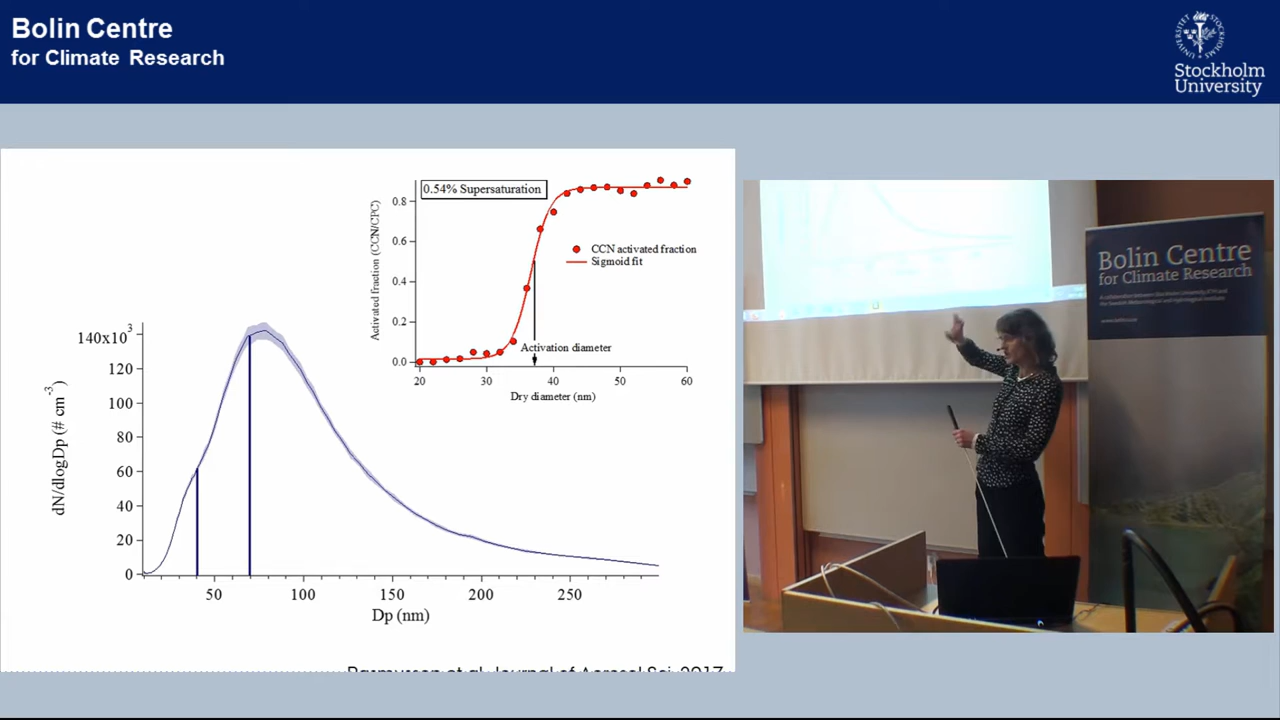 Bolin Centre
for Climate Research
Stockholm
University
0.54% Supersaturation
Activated fraction (CCN/CPC)
0.8
0.6
0.4
0.2
0.0
CCN activated fraction
Sigmoid fit
Activation diameter
20
30
40
50
60
Dry diameter (nm)
dN/dlogDp (# cm-3)
140x103
120
100
80
60
40
20
0
50
100
150
200
250
Dp (nm)
Rasmussen et al. Journal of Aerosol Sci. 2017
Bolin Centre
for Climate Research